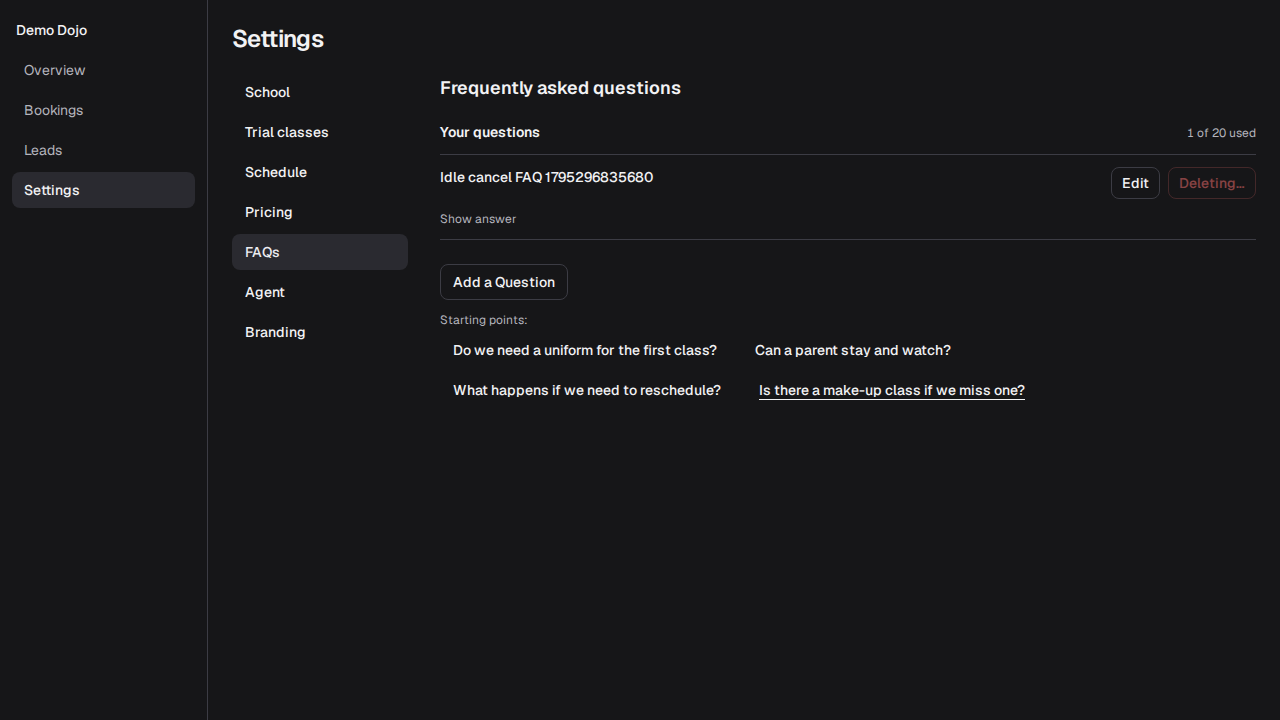 Demo Dojo
Overview
Bookings
Leads
Settings
Settings
School
Trial classes
Schedule
Pricing
FAQs
Agent
Branding
Frequently asked questions
Your questions 1 of 20 used
Idle cancel FAQ 1795296835680 Edit Deleting…
Show answer
Add a Question
Starting points:
Do we need a uniform for the first class? Can a parent stay and watch?
What happens if we need to reschedule? Is there a make-up class if we miss one?